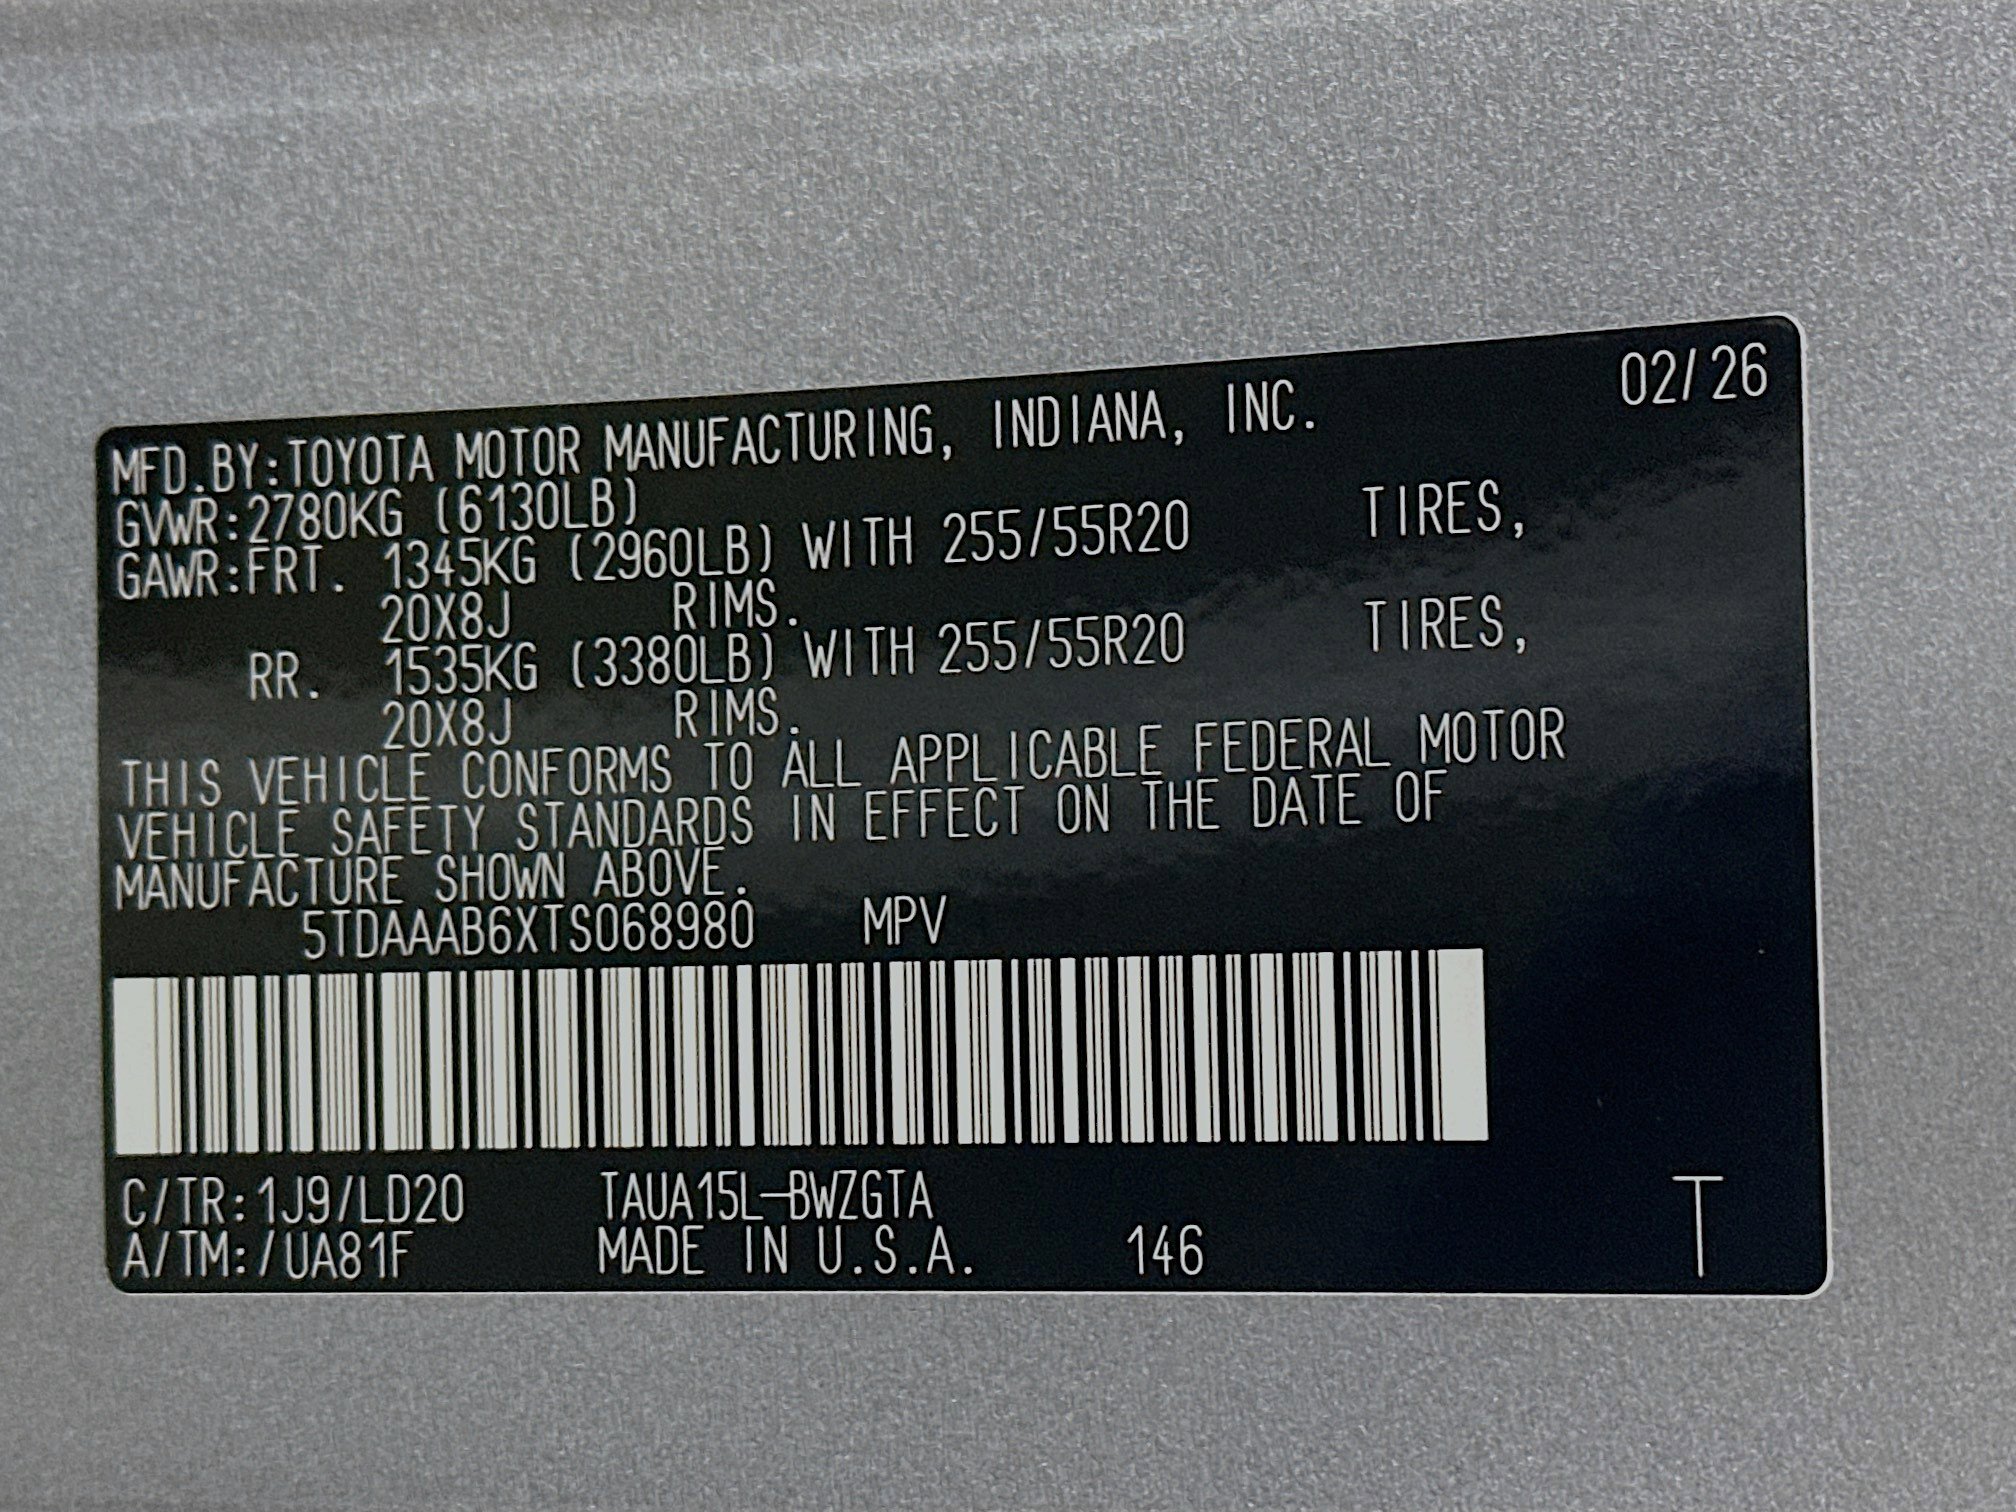 02/26
MFD.BY:TOYOTA MOTOR MANUFACTURING, INDIANA, INC.
GVWR:2780KG (6130LB)
GAWR:FRT. 1345KG (2960LB) WITH 255/55R20 TIRES,
20X8J RIMS.
RR. 1535KG (3380LB) WITH 255/55R20 TIRES,
20X8J RIMS.
THIS VEHICLE CONFORMS TO ALL APPLICABLE FEDERAL MOTOR
VEHICLE SAFETY STANDARDS IN EFFECT ON THE DATE OF
MANUFACTURE SHOWN ABOVE.
5TDAAAB6XTS068980 MPV
C/TR:1J9/LD20 TAUA15L-BWZGTA
A/TM:/UA81F MADE IN U.S.A. 146 T